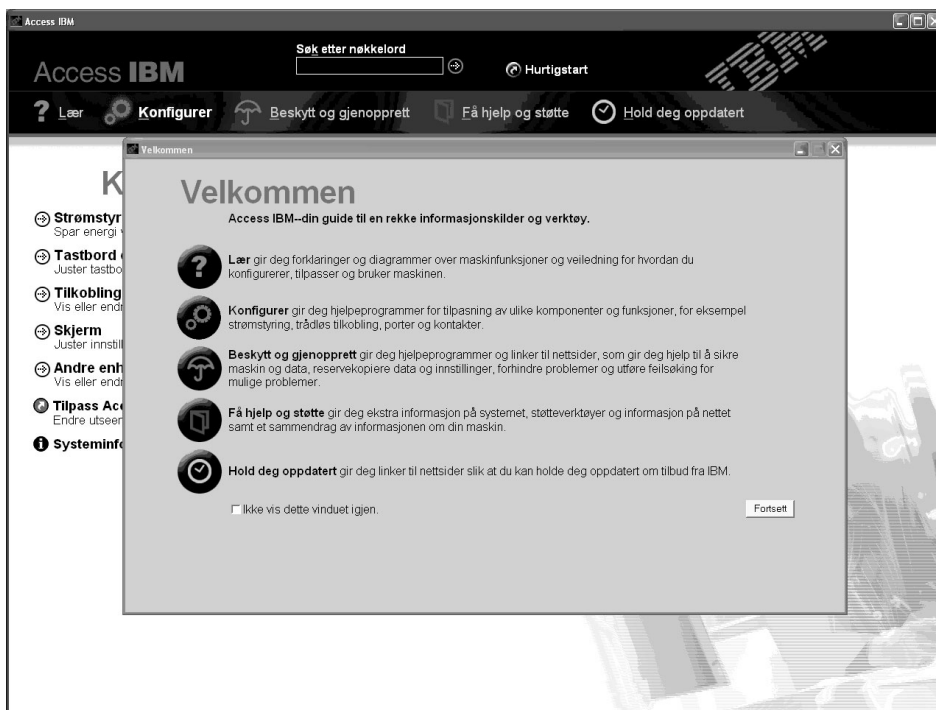 Access IBM
Søk etter nøkkelord
Access IBM
Hurtigstart
IBM
? Lær Konfigurer Beskytt og gjenopprett Få hjelp og støtte Hold deg oppdatert
Velkommen
K
Velkommen
Access IBM--din guide til en rekke informasjonskilder og verktøy.
Strømstyr
Spar energi
Tastbord
Juster tastbo
Tilkobling
Vis eller endr
Skjerm
Juster innstill
Andre enh
Vis eller endr
Tilpass Acc
Endre utseer
Systeminfo
? Lær gir deg forklaringer og diagrammer over maskinfunksjoner og veiledning for hvordan du
konfigurerer, tilpasser og bruker maskinen.
Konfigurer gir deg hjelpeprogrammer for tilpasning av ulike komponenter og funksjoner, for eksempel
strømstyring, trådløs tilkobling, porter og kontakter.
Beskytt og gjenopprett gir deg hjelpeprogrammer og linker til nettsider, som gir deg hjelp til å sikre
maskin og data, reservekopiere data og innstillinger, forhindre problemer og utføre feilsøking for
mulige problemer.
Få hjelp og støtte gir deg ekstra informasjon på systemet, støtteverktøyer og informasjon på nettet
samt et sammendrag av informasjonen om din maskin.
Hold deg oppdatert gir deg linker til nettsider slik at du kan holde deg oppdatert om tilbud fra IBM.
Ikke vis dette vinduet igjen.
Fortsett